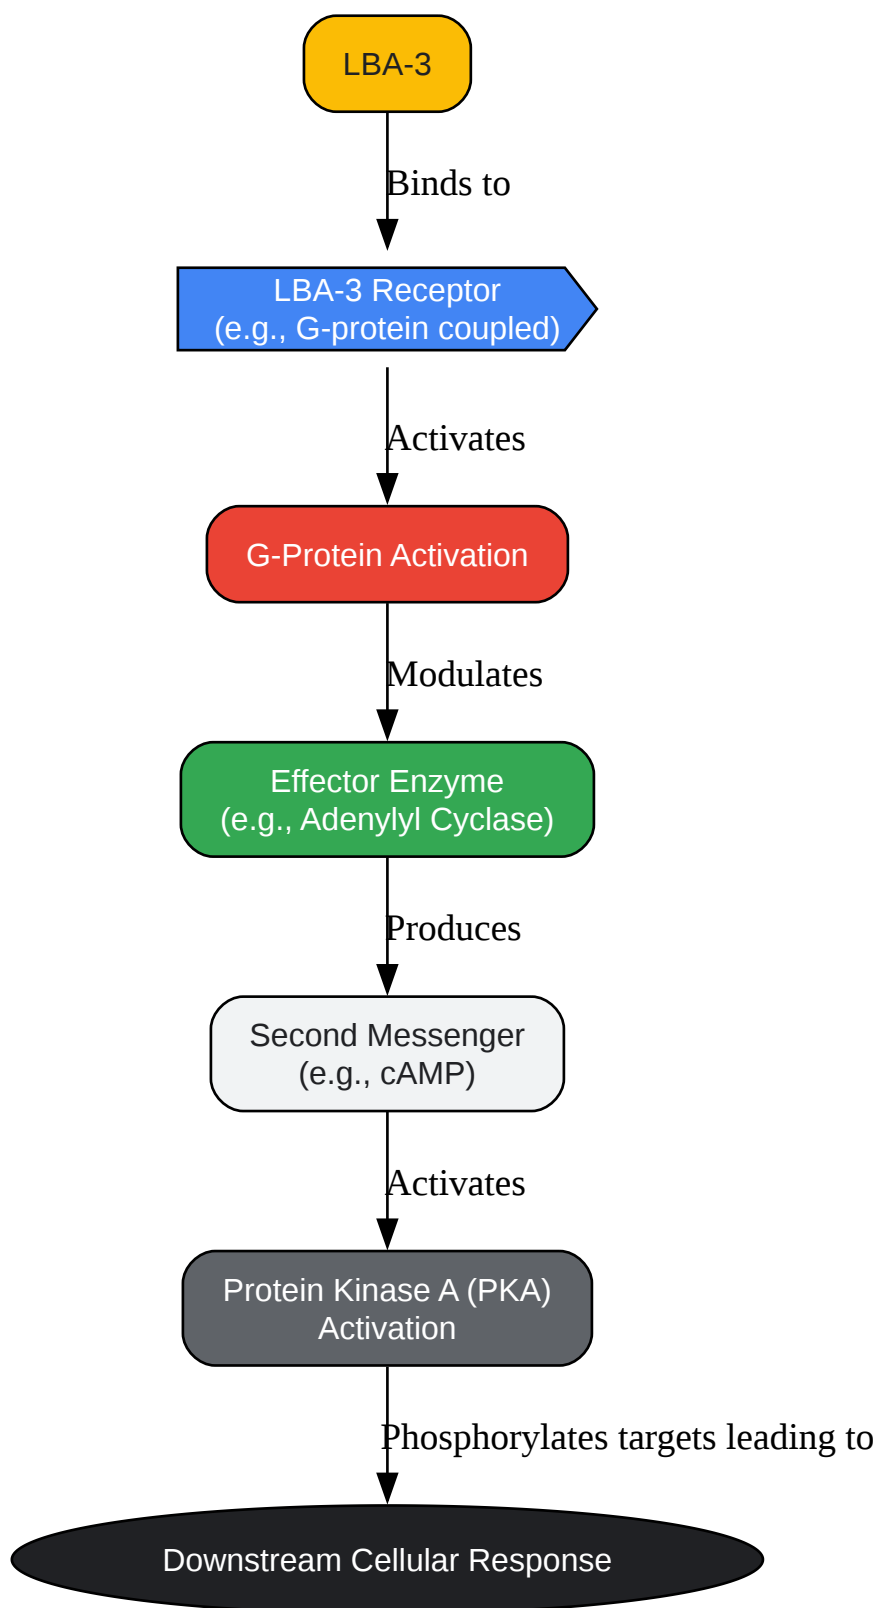 LBA-3
Binds to
LBA-3 Receptor
(e.g., G-protein coupled)
Activates
G-Protein Activation
Modulates
Effector Enzyme
(e.g., Adenylyl Cyclase)
Produces
Second Messenger
(e.g., cAMP)
Activates
Protein Kinase A (PKA)
Activation
Phosphorylates targets leading to
Downstream Cellular Response